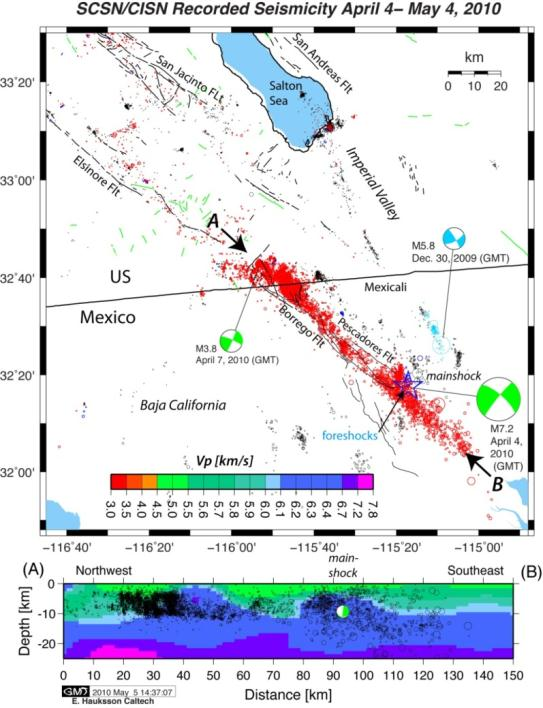 SCSN/CISN Recorded Seismicity April 4– May 4, 2010
33˚20'
33˚00'
32˚40'
32˚20'
32˚00'
San Jacinto FLt
San Andreas Flt
Salton
Sea
km
0 10 20
Elsinore Flt
Imperial Valley
A
M5.8
Dec. 30, 2009 (GMT)
US
Mexico
Mexicali
Borrego Flt
Pescadores Flt
M3.8
April 7, 2010 (GMT)
mainshock
Baja California
foreshocks
M7.2
April 4,
2010
(GMT)
B
Vp [km/s]
3.0 3.5 4.0 4.5 5.0 5.5 5.6 5.7 5.8 5.9 6.0 6.1 6.2 6.3 6.4 6.7 7.2 7.8
−116˚40' −116˚20' −116˚00' −115˚40' −115˚20' −115˚00'
(A) Northwest main-
shock Southeast (B)
Depth [km]
0
-10
-20
0 10 20 30 40 50 60 70 80 90 100 110 120 130 140 150
Distance [km]
GMD 2010 May 5 14:37:07
E. Hauksson Caltech